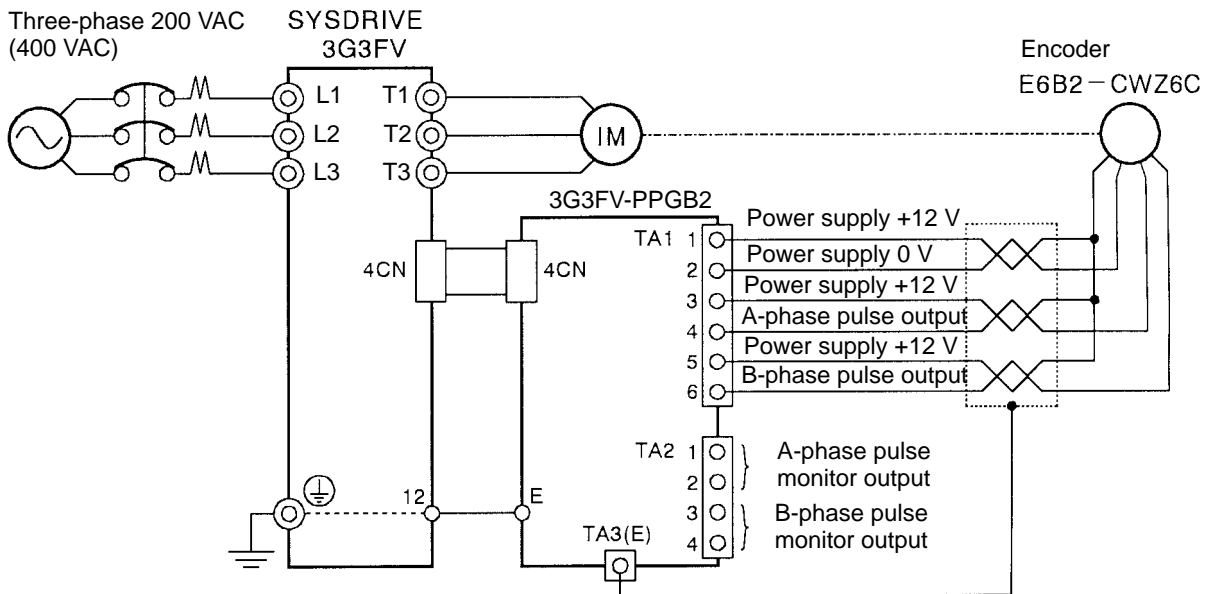 Three-phase 200 VAC
(400 VAC)
SYSDRIVE
3G3FV
Encoder
E6B2-CWZ6C
L1
T1
L2
T2
L3
T3
IM
3G3FV-PPGB2
4CN
4CN
TA1
1
Power supply +12 V
2
Power supply 0 V
3
Power supply +12 V
4
A-phase pulse output
5
Power supply +12 V
6
B-phase pulse output
TA2
1
2
A-phase pulse
monitor output
3
4
B-phase pulse
monitor output
12
E
TA3(E)